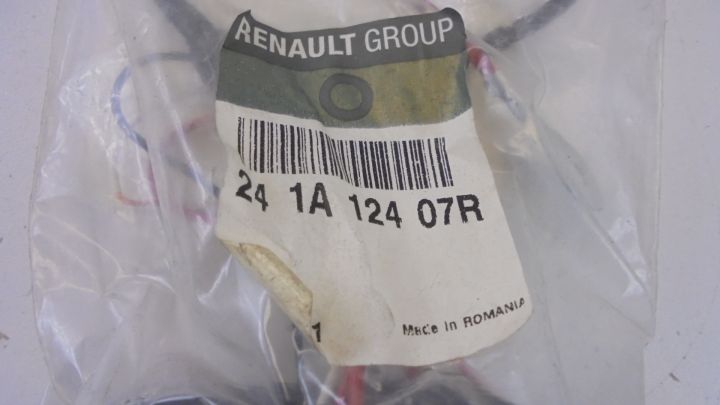 RENAULT GROUP
24 1A 124 07R
1
Made in ROMANIA